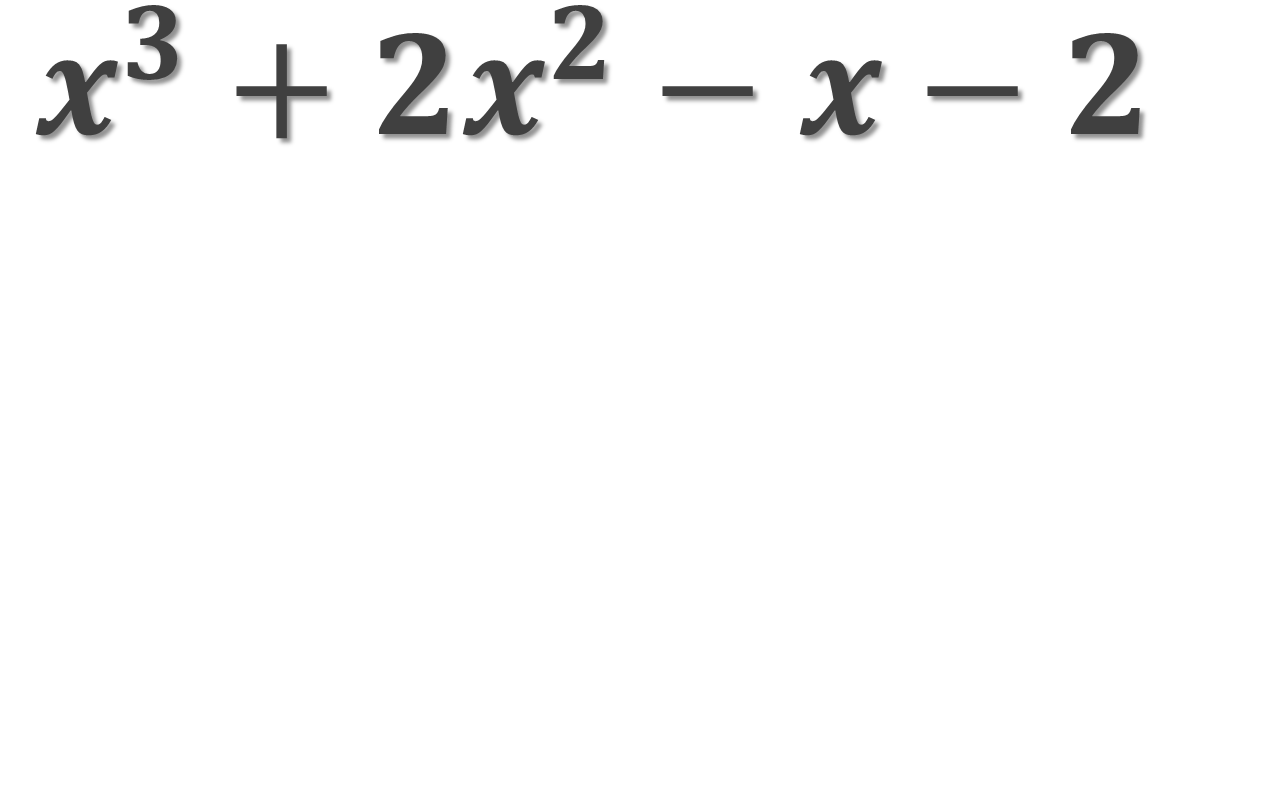 x³ + 2x² − x − 2